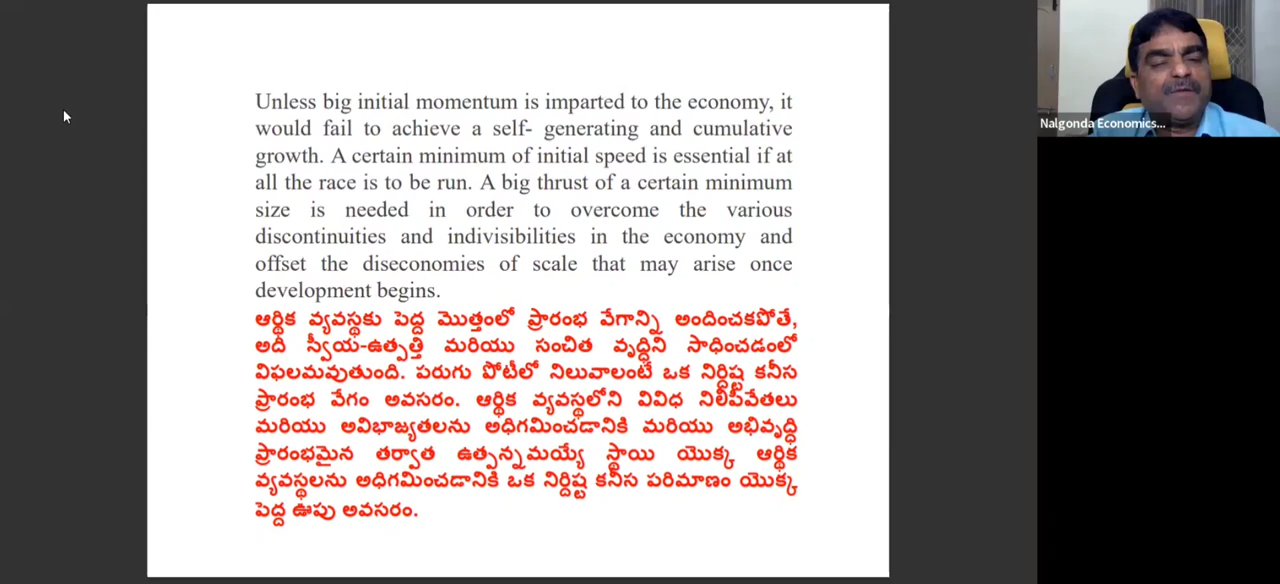 Unless big initial momentum is imparted to the economy, it
would fail to achieve a self- generating and cumulative
growth. A certain minimum of initial speed is essential if at
all the race is to be run. A big thrust of a certain minimum
size is needed in order to overcome the various
discontinuities and indivisibilities in the economy and
offset the diseconomies of scale that may arise once
development begins.
ఆర్థిక వ్యవస్థకు పెద్ద మొత్తంలో ప్రారంభ వేగాన్ని అందించకపోతే,
అది స్వీయ-ఉత్పత్తి మరియు సంచిత వృద్ధిని సాధించడంలో
విఫలమవుతుంది. పరుగు పోటీలో నిలువాలంటే ఒక నిర్దిష్ట కనీస
ప్రారంభ వేగం అవసరం. ఆర్థిక వ్యవస్థలోని వివిధ నిలిపివేతలు
మరియు అవిభాజ్యతలను అధిగమించడానికి మరియు అభివృద్ధి
ప్రారంభమైన తర్వాత ఉత్పన్నమయ్యే స్థాయి యొక్క ఆర్థిక
వ్యవస్థలను అధిగమించడానికి ఒక నిర్దిష్ట కనీస పరిమాణం యొక్క
పెద్ద ఊపు అవసరం.
Nalgonda Economics...